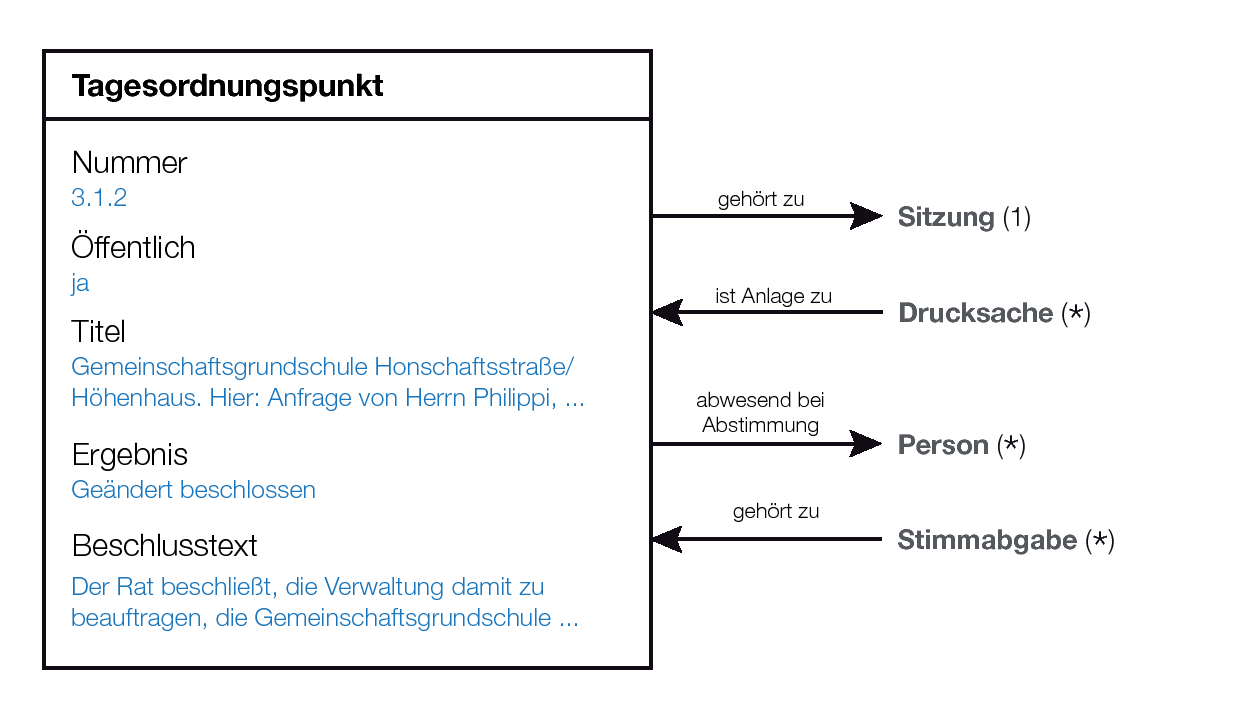 Tagesordnungspunkt
Nummer
3.1.2
Öffentlich
ja
Titel
Gemeinschaftsgrundschule Honschaftsstraße/
Höhenhaus. Hier: Anfrage von Herrn Philippi, ...
Ergebnis
Geändert beschlossen
Beschlusstext
Der Rat beschließt, die Verwaltung damit zu
beauftragen, die Gemeinschaftsgrundschule ...
gehört zu
Sitzung (1)
ist Anlage zu
Drucksache (*)
abwesend bei
Abstimmung
Person (*)
gehört zu
Stimmabgabe (*)